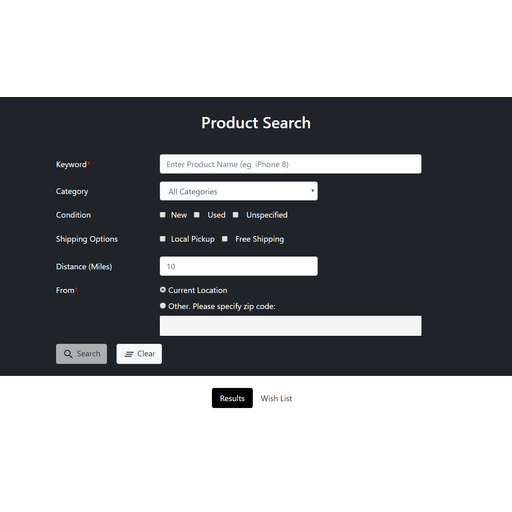 Product Search
Keyword*
Enter Product Name (eg. iPhone 8)
Category
All Categories
Condition
New Used Unspecified
Shipping Options
Local Pickup Free Shipping
Distance (Miles)
10
From*
Current Location
Other. Please specify zip code:
Search Clear
Results Wish List